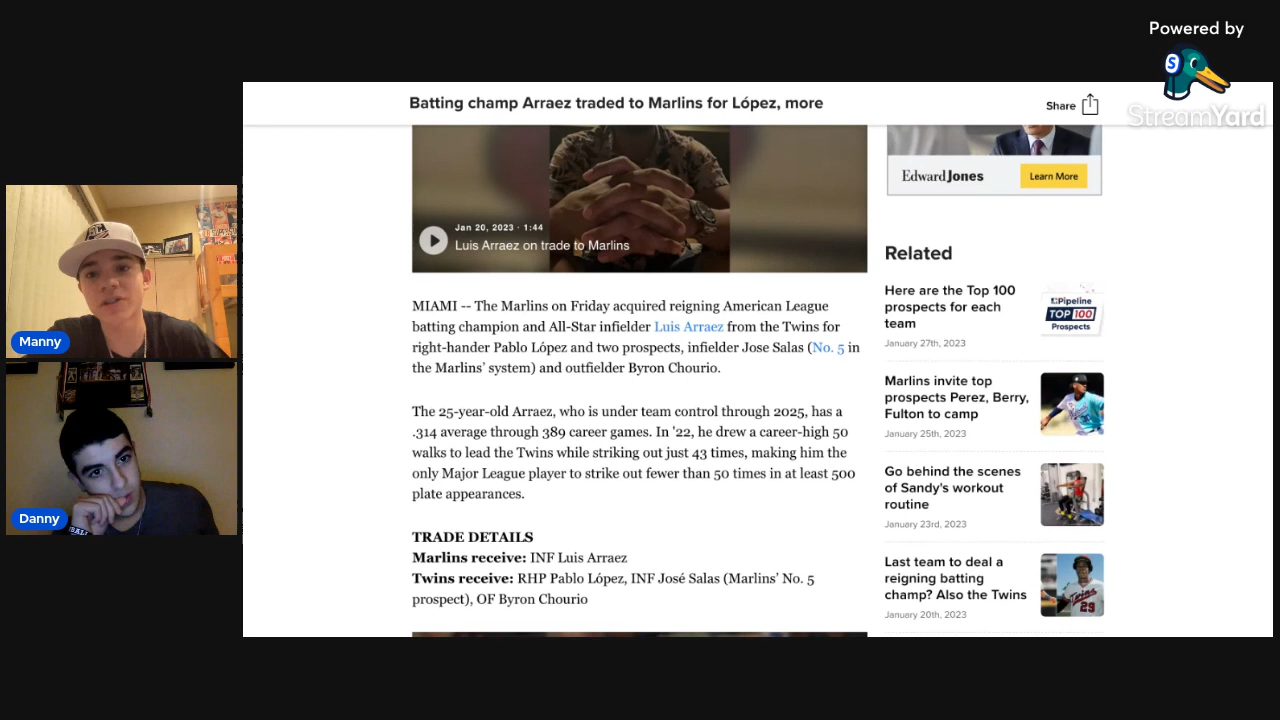 Powered by
S
StreamYard
Batting champ Arraez traded to Marlins for López, more
Share
Jan 20, 2023 · 1:44
Luis Arraez on trade to Marlins
MIAMI -- The Marlins on Friday acquired reigning American League
batting champion and All-Star infielder Luis Arraez from the Twins for
right-hander Pablo López and two prospects, infielder Jose Salas (No. 5 in
the Marlins’ system) and outfielder Byron Chourio.
The 25-year-old Arraez, who is under team control through 2025, has a
.314 average through 389 career games. In '22, he drew a career-high 50
walks to lead the Twins while striking out just 43 times, making him the
only Major League player to strike out fewer than 50 times in at least 500
plate appearances.
TRADE DETAILS
Marlins receive: INF Luis Arraez
Twins receive: RHP Pablo López, INF José Salas (Marlins’ No. 5
prospect), OF Byron Chourio
Edward Jones
Learn More
Related
Here are the Top 100
prospects for each
team
January 27th, 2023
Pipeline
TOP 100
Prospects
Marlins invite top
prospects Perez, Berry,
Fulton to camp
January 25th, 2023
Go behind the scenes
of Sandy's workout
routine
January 23rd, 2023
Last team to deal a
reigning batting
champ? Also the Twins
January 20th, 2023
Twins
29
Manny
Danny